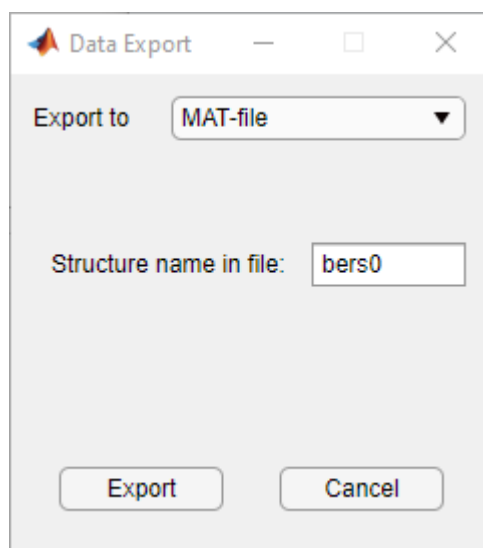 Data Export
Export to MAT-file
Structure name in file: bers0
Export Cancel